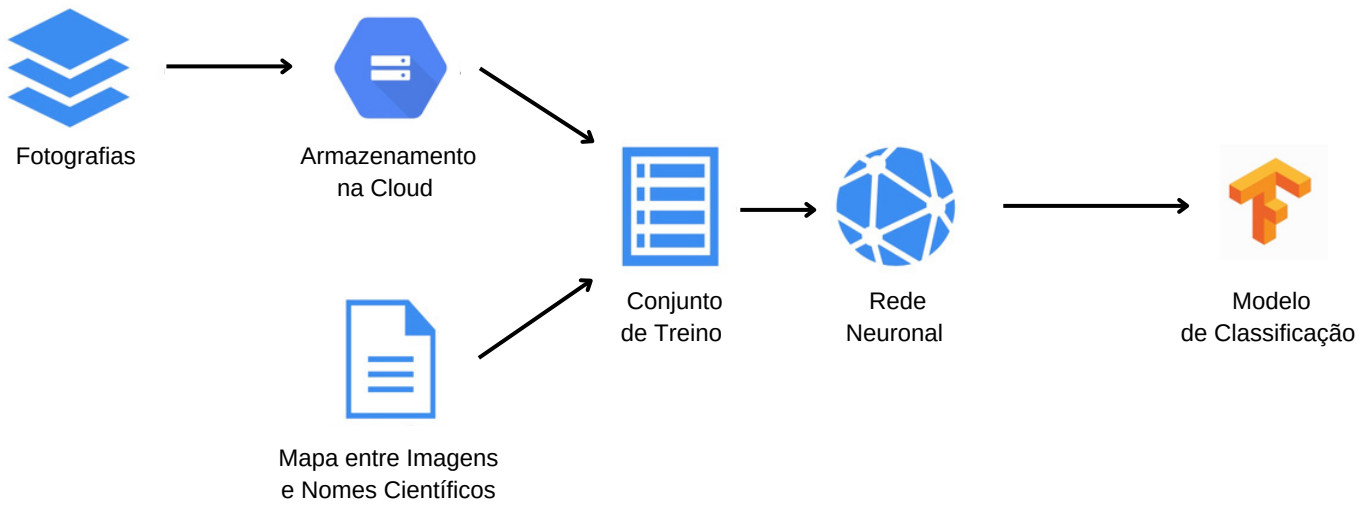 Fotografias
Armazenamento
na Cloud
Conjunto
de Treino
Rede
Neuronal
Modelo
de Classificação
Mapa entre Imagens
e Nomes Científicos